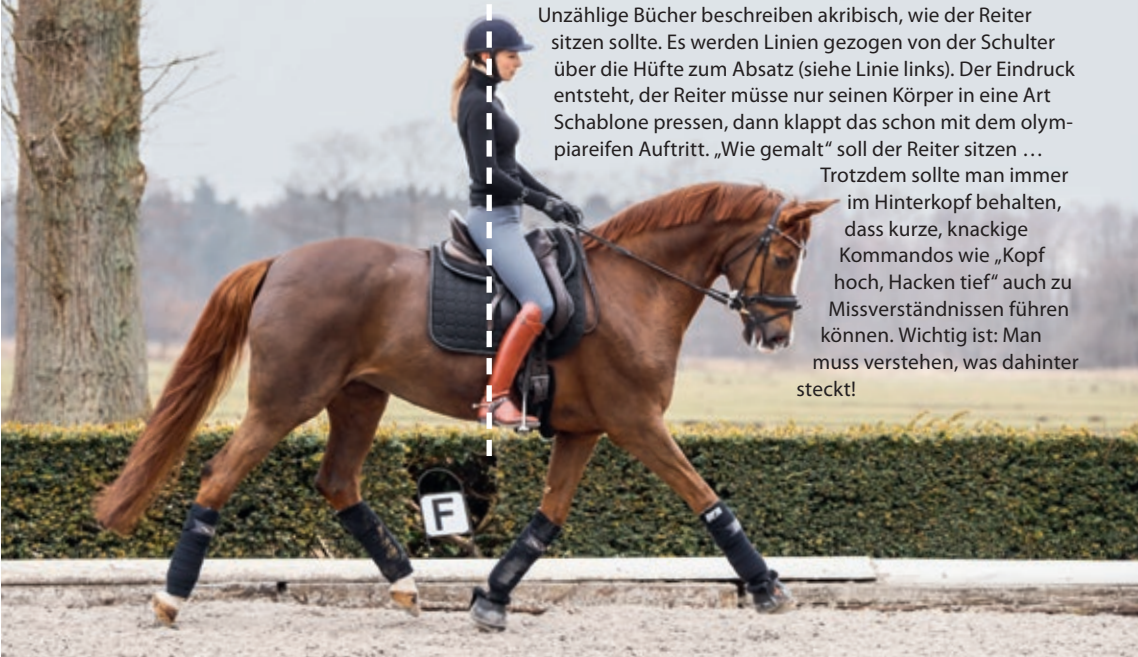 Unzählige Bücher beschreiben akribisch, wie der Reiter
sitzen sollte. Es werden Linien gezogen von der Schulter
über die Hüfte zum Absatz (siehe Linie links). Der Eindruck
entsteht, der Reiter müsse nur seinen Körper in eine Art
Schablone pressen, dann klappt das schon mit dem olym-
piareifen Auftritt. „Wie gemalt“ soll der Reiter sitzen …
Trotzdem sollte man immer
im Hinterkopf behalten,
dass kurze, knackige
Kommandos wie „Kopf
hoch, Hacken tief“ auch zu
Missverständnissen führen
können. Wichtig ist: Man
muss verstehen, was dahinter
steckt!
F